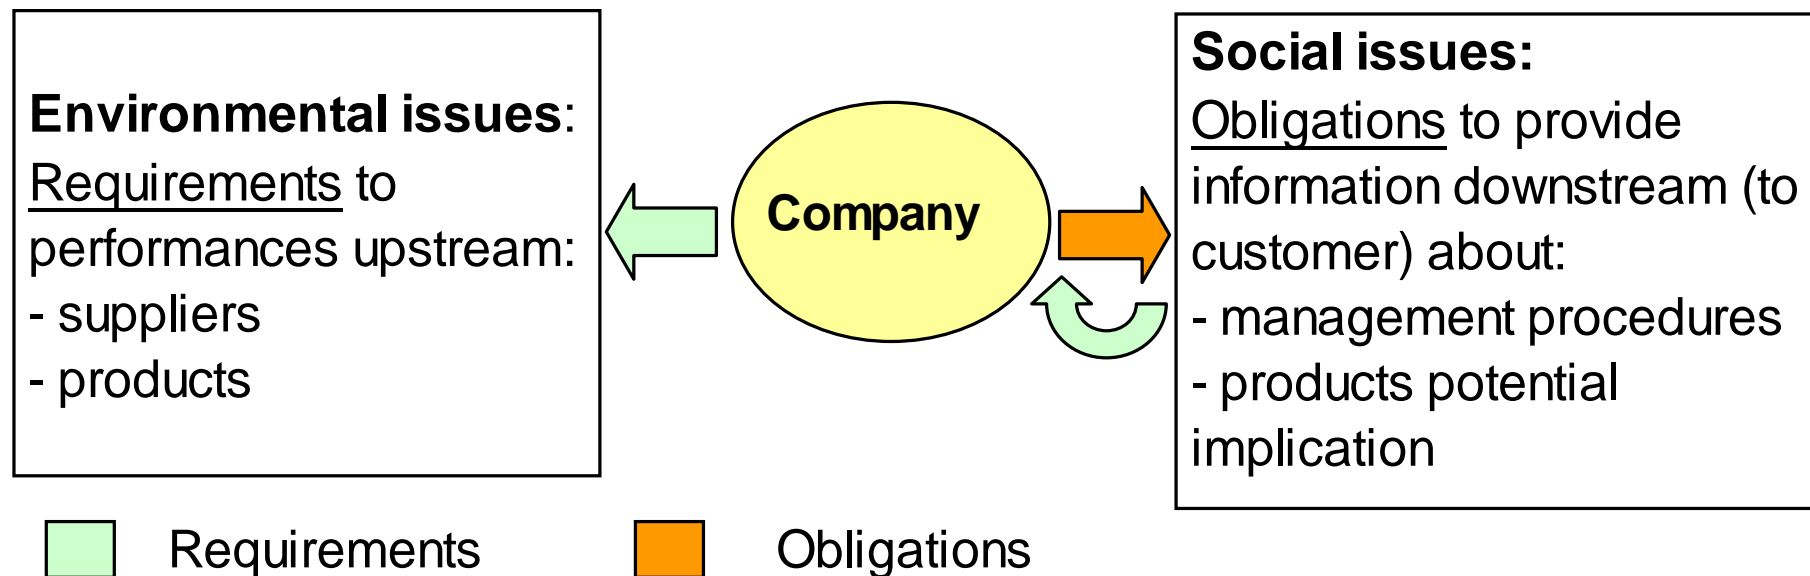 Environmental issues:
Requirements to
performances upstream:
- suppliers
- products
Company
Social issues:
Obligations to provide
information downstream (to
customer) about:
- management procedures
- products potential
implication
Requirements
Obligations